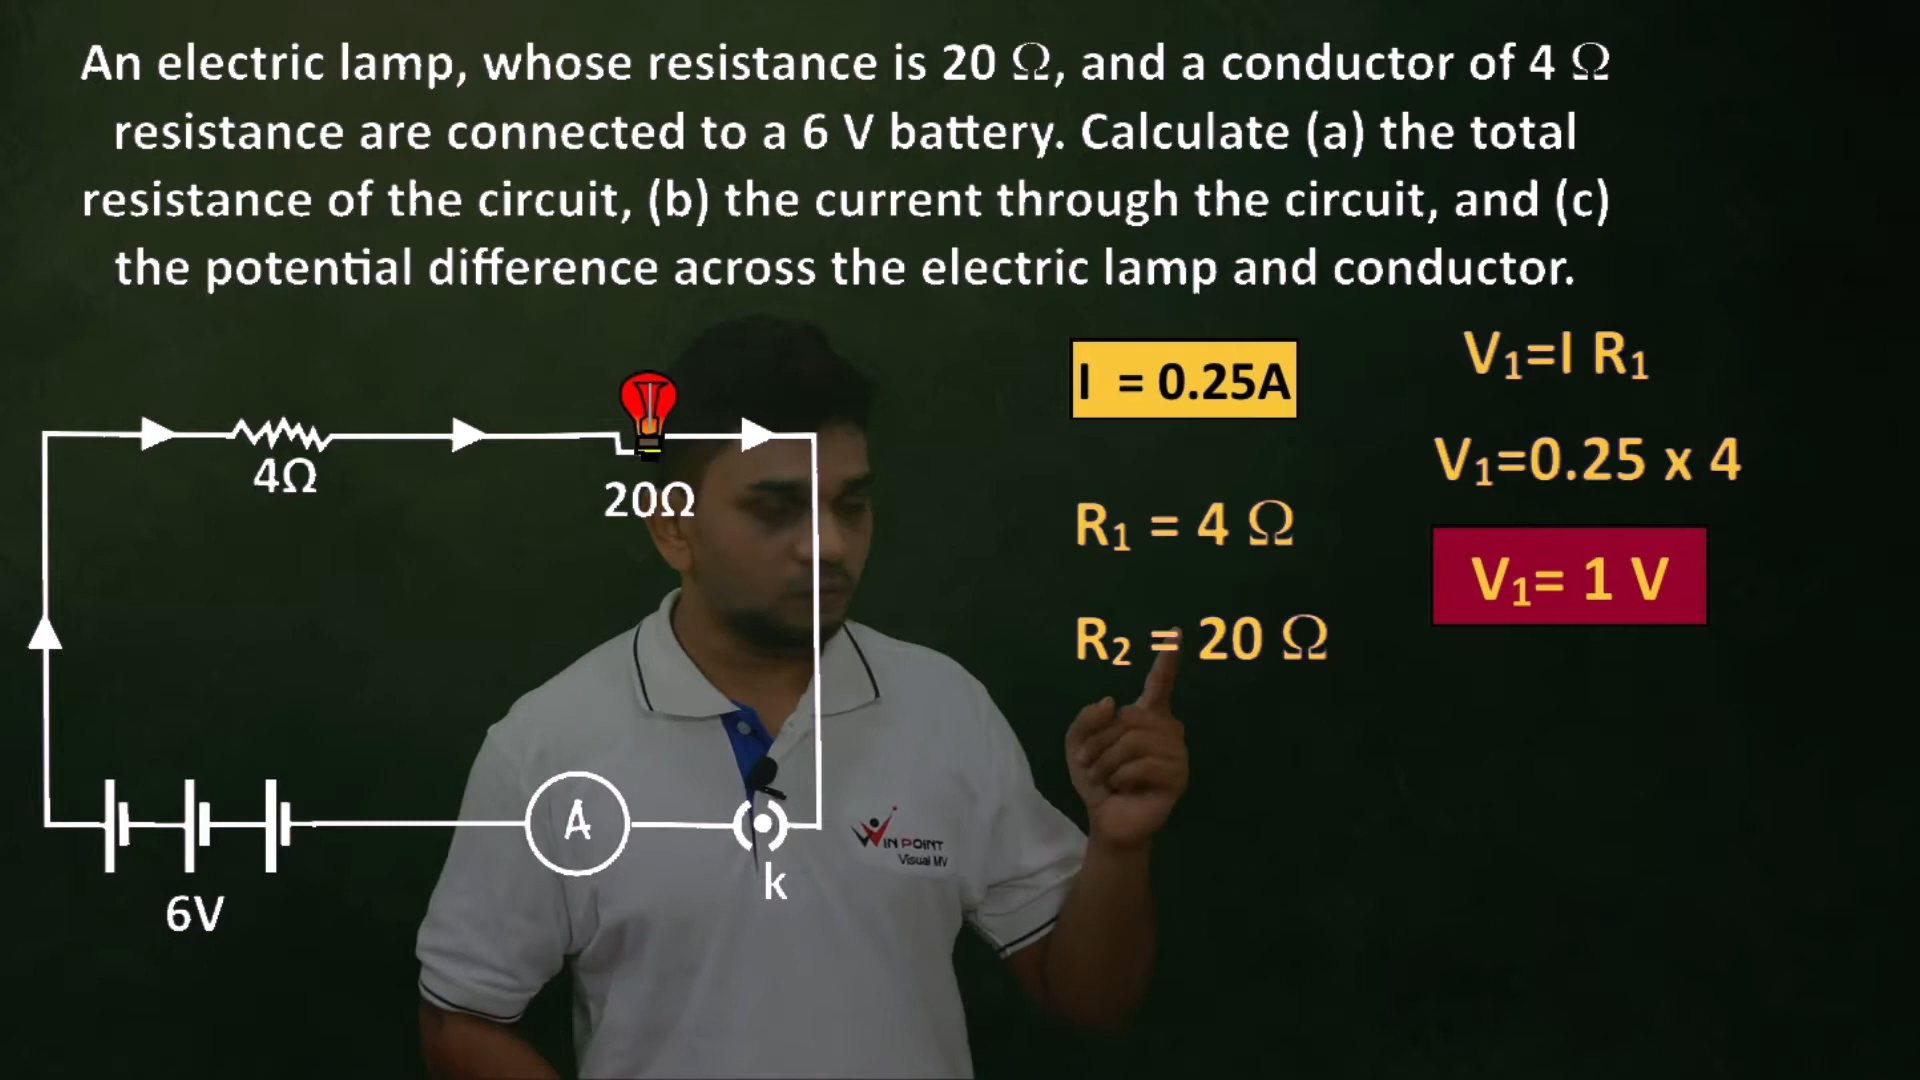 An electric lamp, whose resistance is 20 Ω, and a conductor of 4 Ω
resistance are connected to a 6 V battery. Calculate (a) the total
resistance of the circuit, (b) the current through the circuit, and (c)
the potential difference across the electric lamp and conductor.
I = 0.25A
V₁=I R₁
V₁=0.25 x 4
V₁= 1 V
R₁ = 4 Ω
R₂ = 20 Ω
4Ω
20Ω
A
k
6V
WIN POINT
Visual MV